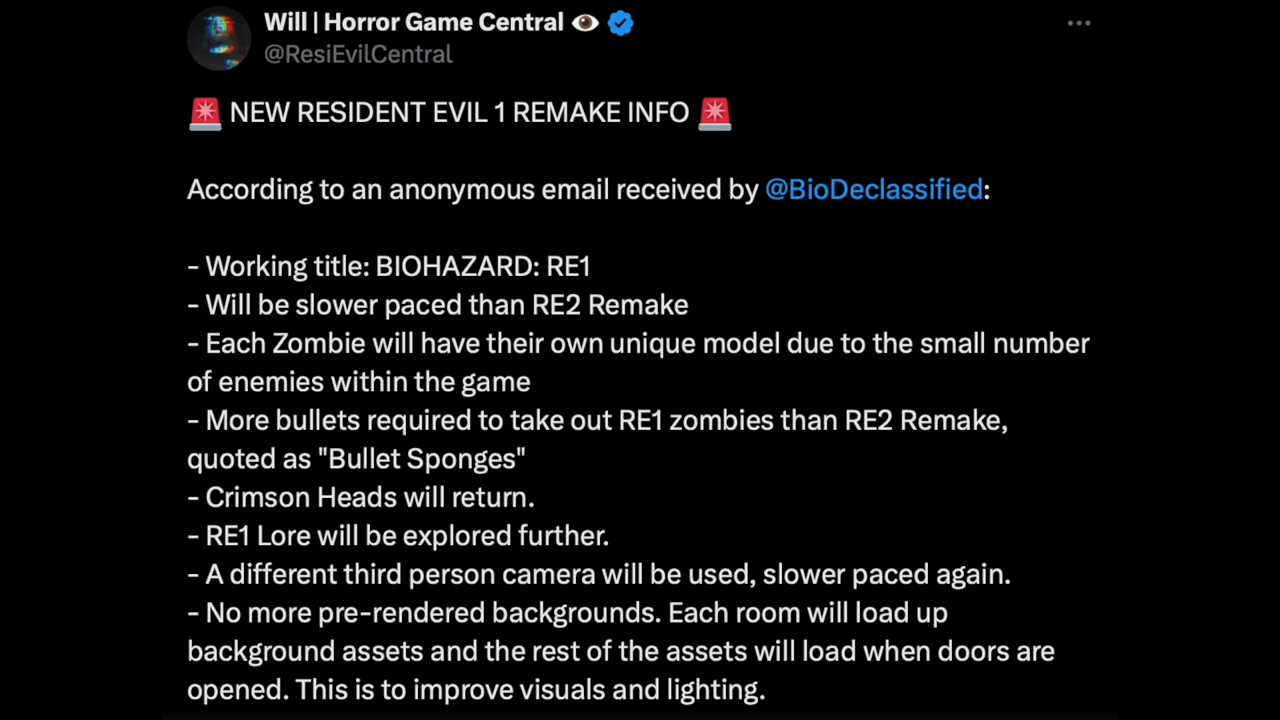 Will | Horror Game Central 👁
@ResiEvilCentral
🚨 NEW RESIDENT EVIL 1 REMAKE INFO 🚨
According to an anonymous email received by @BioDeclassified:
- Working title: BIOHAZARD: RE1
- Will be slower paced than RE2 Remake
- Each Zombie will have their own unique model due to the small number
of enemies within the game
- More bullets required to take out RE1 zombies than RE2 Remake,
quoted as "Bullet Sponges"
- Crimson Heads will return.
- RE1 Lore will be explored further.
- A different third person camera will be used, slower paced again.
- No more pre-rendered backgrounds. Each room will load up
background assets and the rest of the assets will load when doors are
opened. This is to improve visuals and lighting.